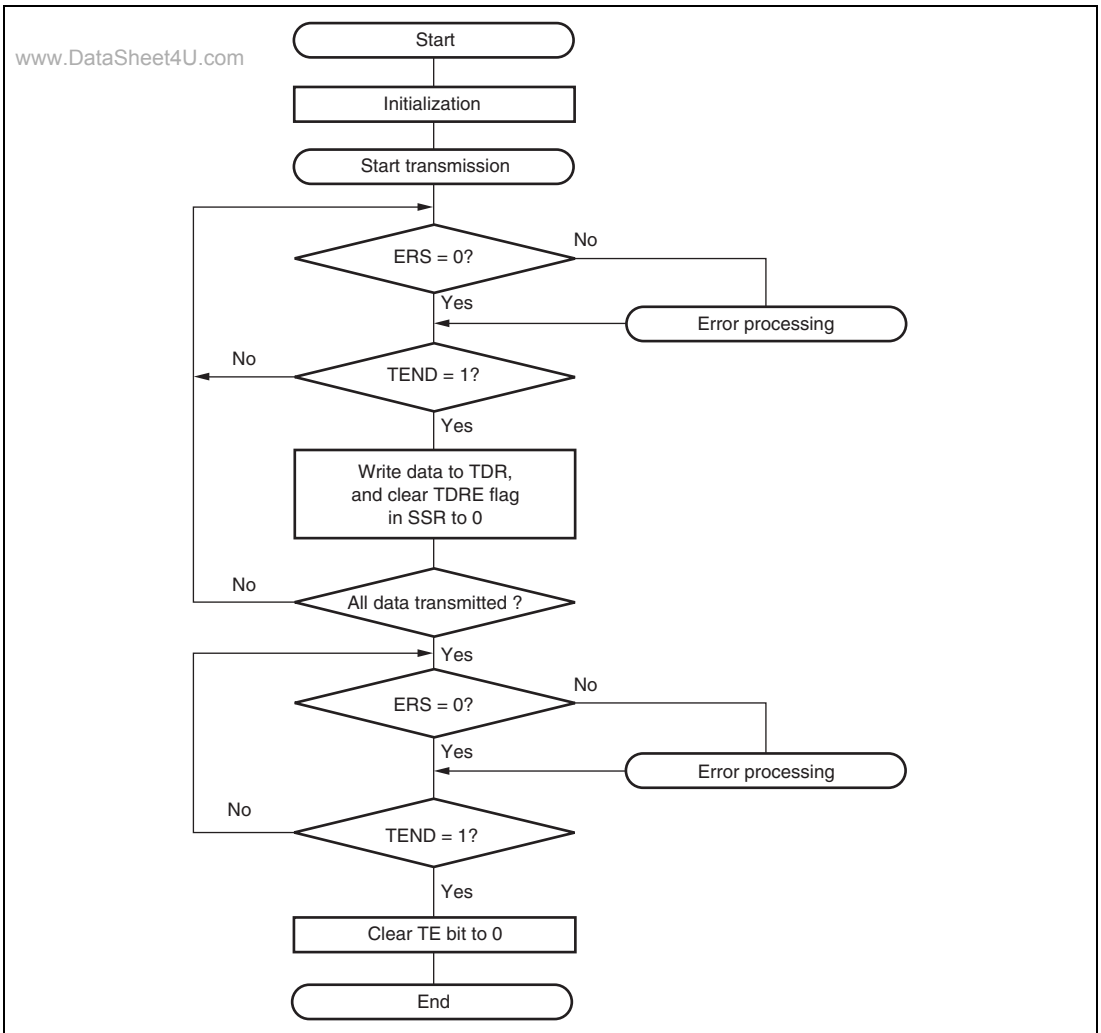 www.DataSheet4U.com
Start
Initialization
Start transmission
ERS = 0?
No
Yes
Error processing
No
TEND = 1?
Yes
Write data to TDR,
and clear TDRE flag
in SSR to 0
No
All data transmitted ?
Yes
ERS = 0?
No
Yes
Error processing
No
TEND = 1?
Yes
Clear TE bit to 0
End